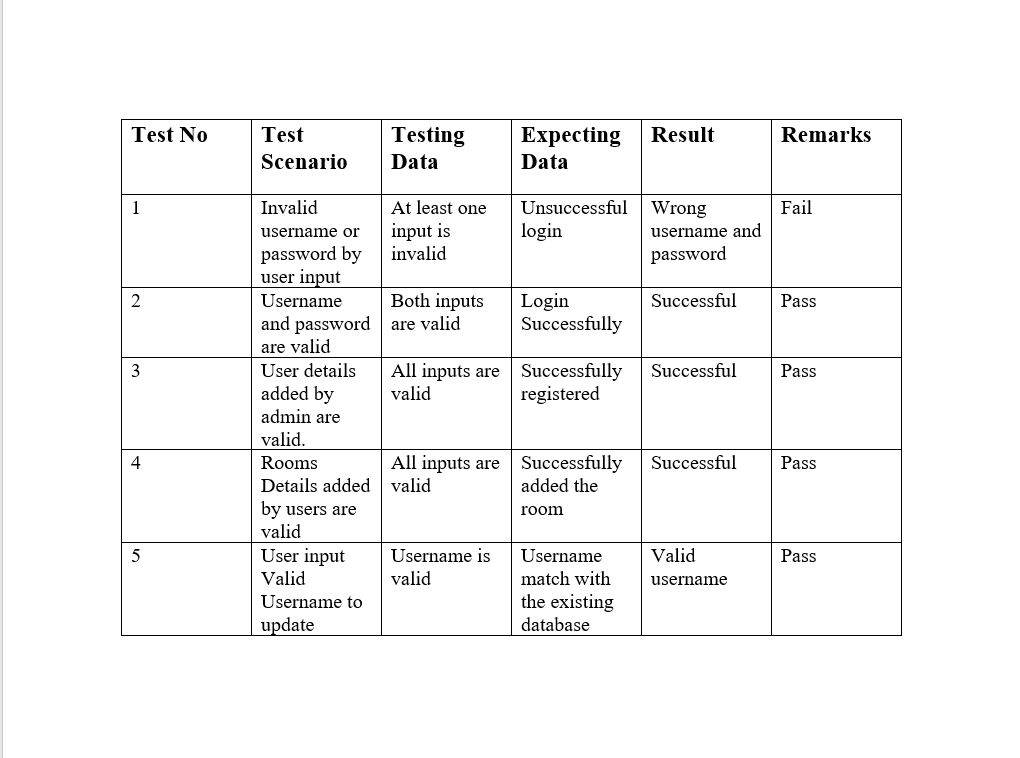 Test No
Test
Scenario
Testing
Data
Expecting
Data
Result
Remarks
1
Invalid
username or
password by
user input
At least one
input is
invalid
Unsuccessful
login
Wrong
username and
password
Fail
2
Username
and password
are valid
Both inputs
are valid
Login
Successfully
Successful
Pass
3
User details
added by
admin are
valid.
All inputs are
valid
Successfully
registered
Successful
Pass
4
Rooms
Details added
by users are
valid
All inputs are
valid
Successfully
added the
room
Successful
Pass
5
User input
Valid
Username to
update
Username is
valid
Username
match with
the existing
database
Valid
username
Pass